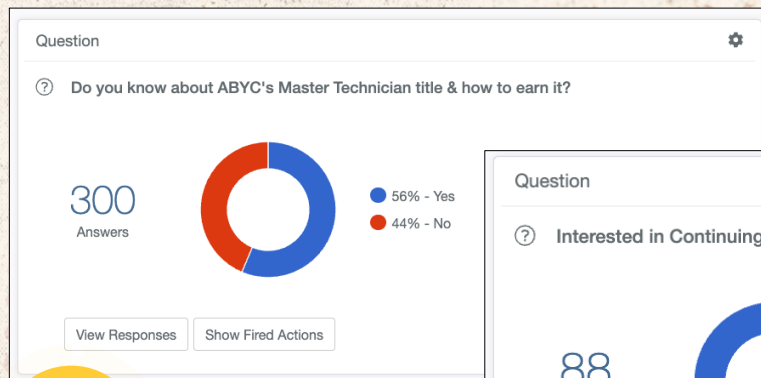 Question
Do you know about ABYC's Master Technician title & how to earn it?
300
Answers
56% - Yes
44% - No
View Responses
Show Fired Actions
Question
Interested in Continuing
88